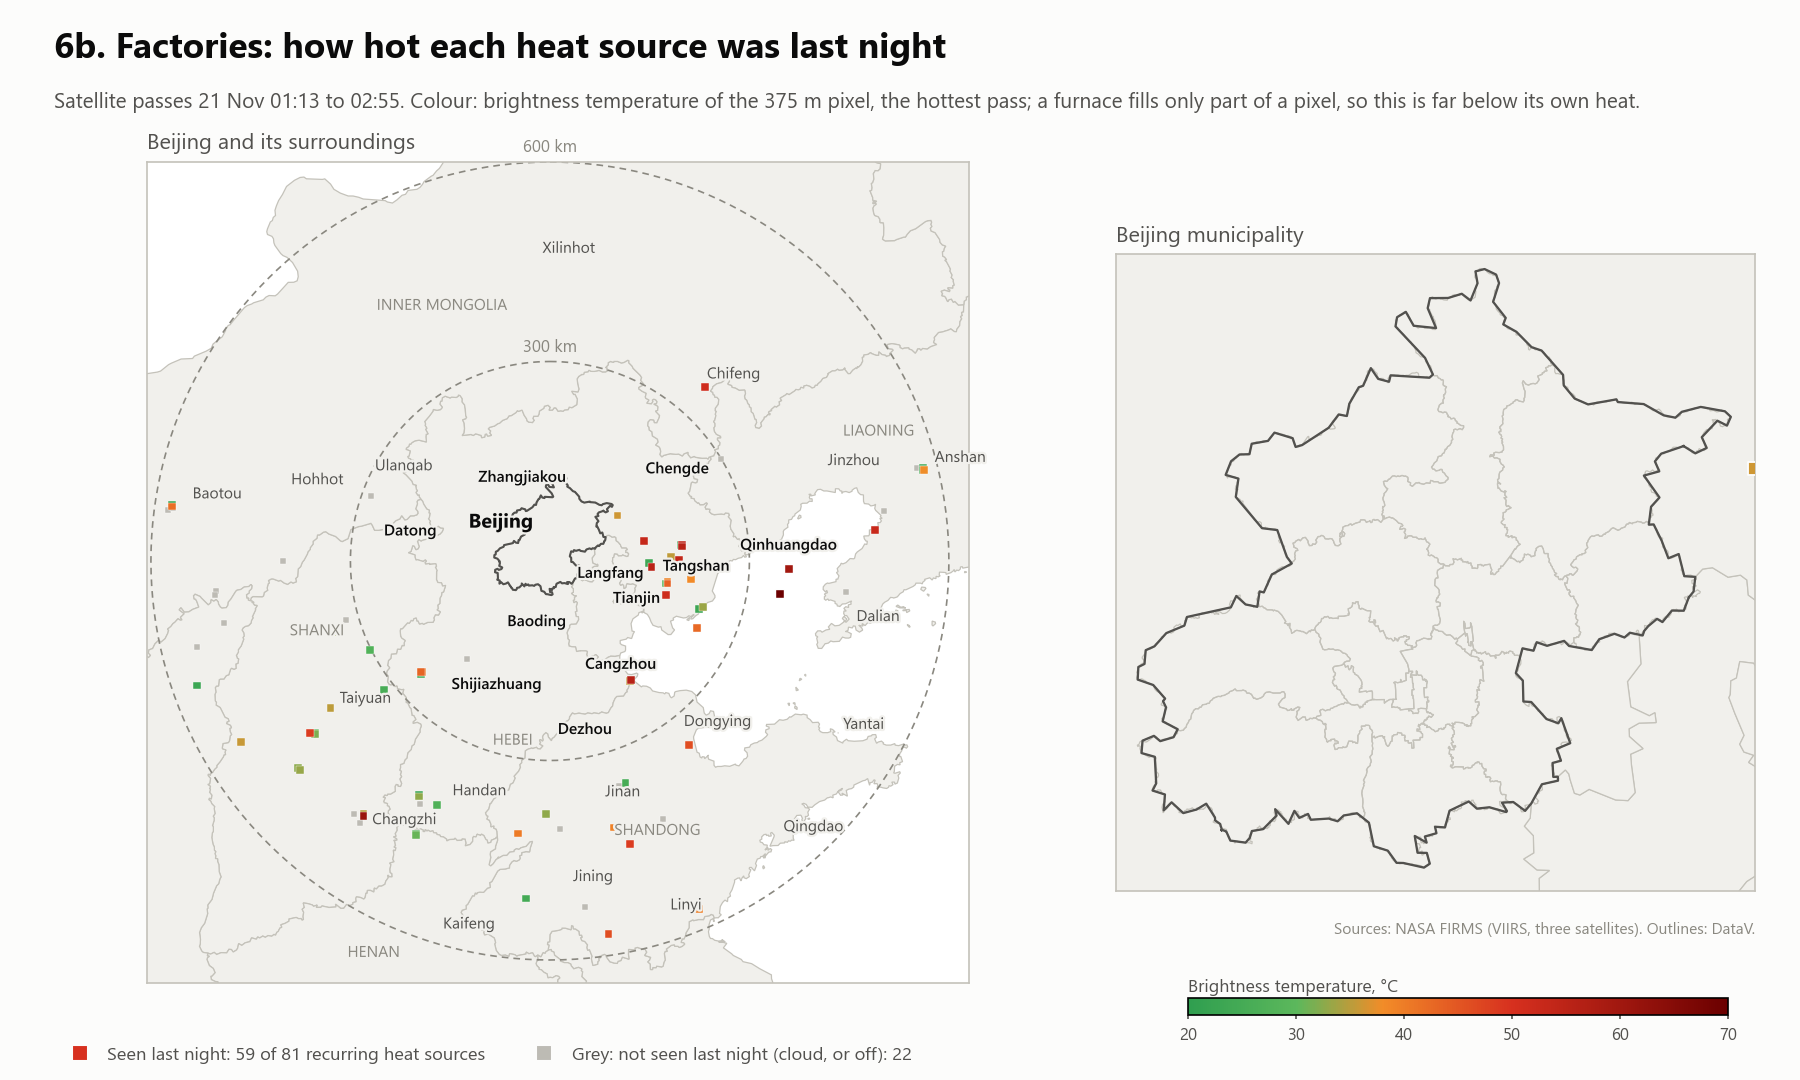 6b. Factories: how hot each heat source was last night
Satellite passes 21 Nov 01:13 to 02:55. Colour: brightness temperature of the 375 m pixel, the hottest pass; a furnace fills only part of a pixel, so this is far below its own heat.
Beijing and its surroundings
600 km
Xilinhot
INNER MONGOLIA
300 km
Chifeng
LIAONING
Ulanqab
Zhangjiakou
Chengde
Jinzhou
Anshan
Hohhot
Baotou
Beijing
Datong
Qinhuangdao
Langfang
Tangshan
Tianjin
Baoding
Dalian
SHANXI
Cangzhou
Shijiazhuang
Taiyuan
Dongying
Yantai
HEBEI
Dezhou
Handan
Jinan
Changzhi
SHANDONG
Qingdao
Jining
Linyi
Kaifeng
HENAN
Beijing municipality
Sources: NASA FIRMS (VIIRS, three satellites). Outlines: DataV.
Brightness temperature, °C
20 30 40 50 60 70
Seen last night: 59 of 81 recurring heat sources
Grey: not seen last night (cloud, or off): 22